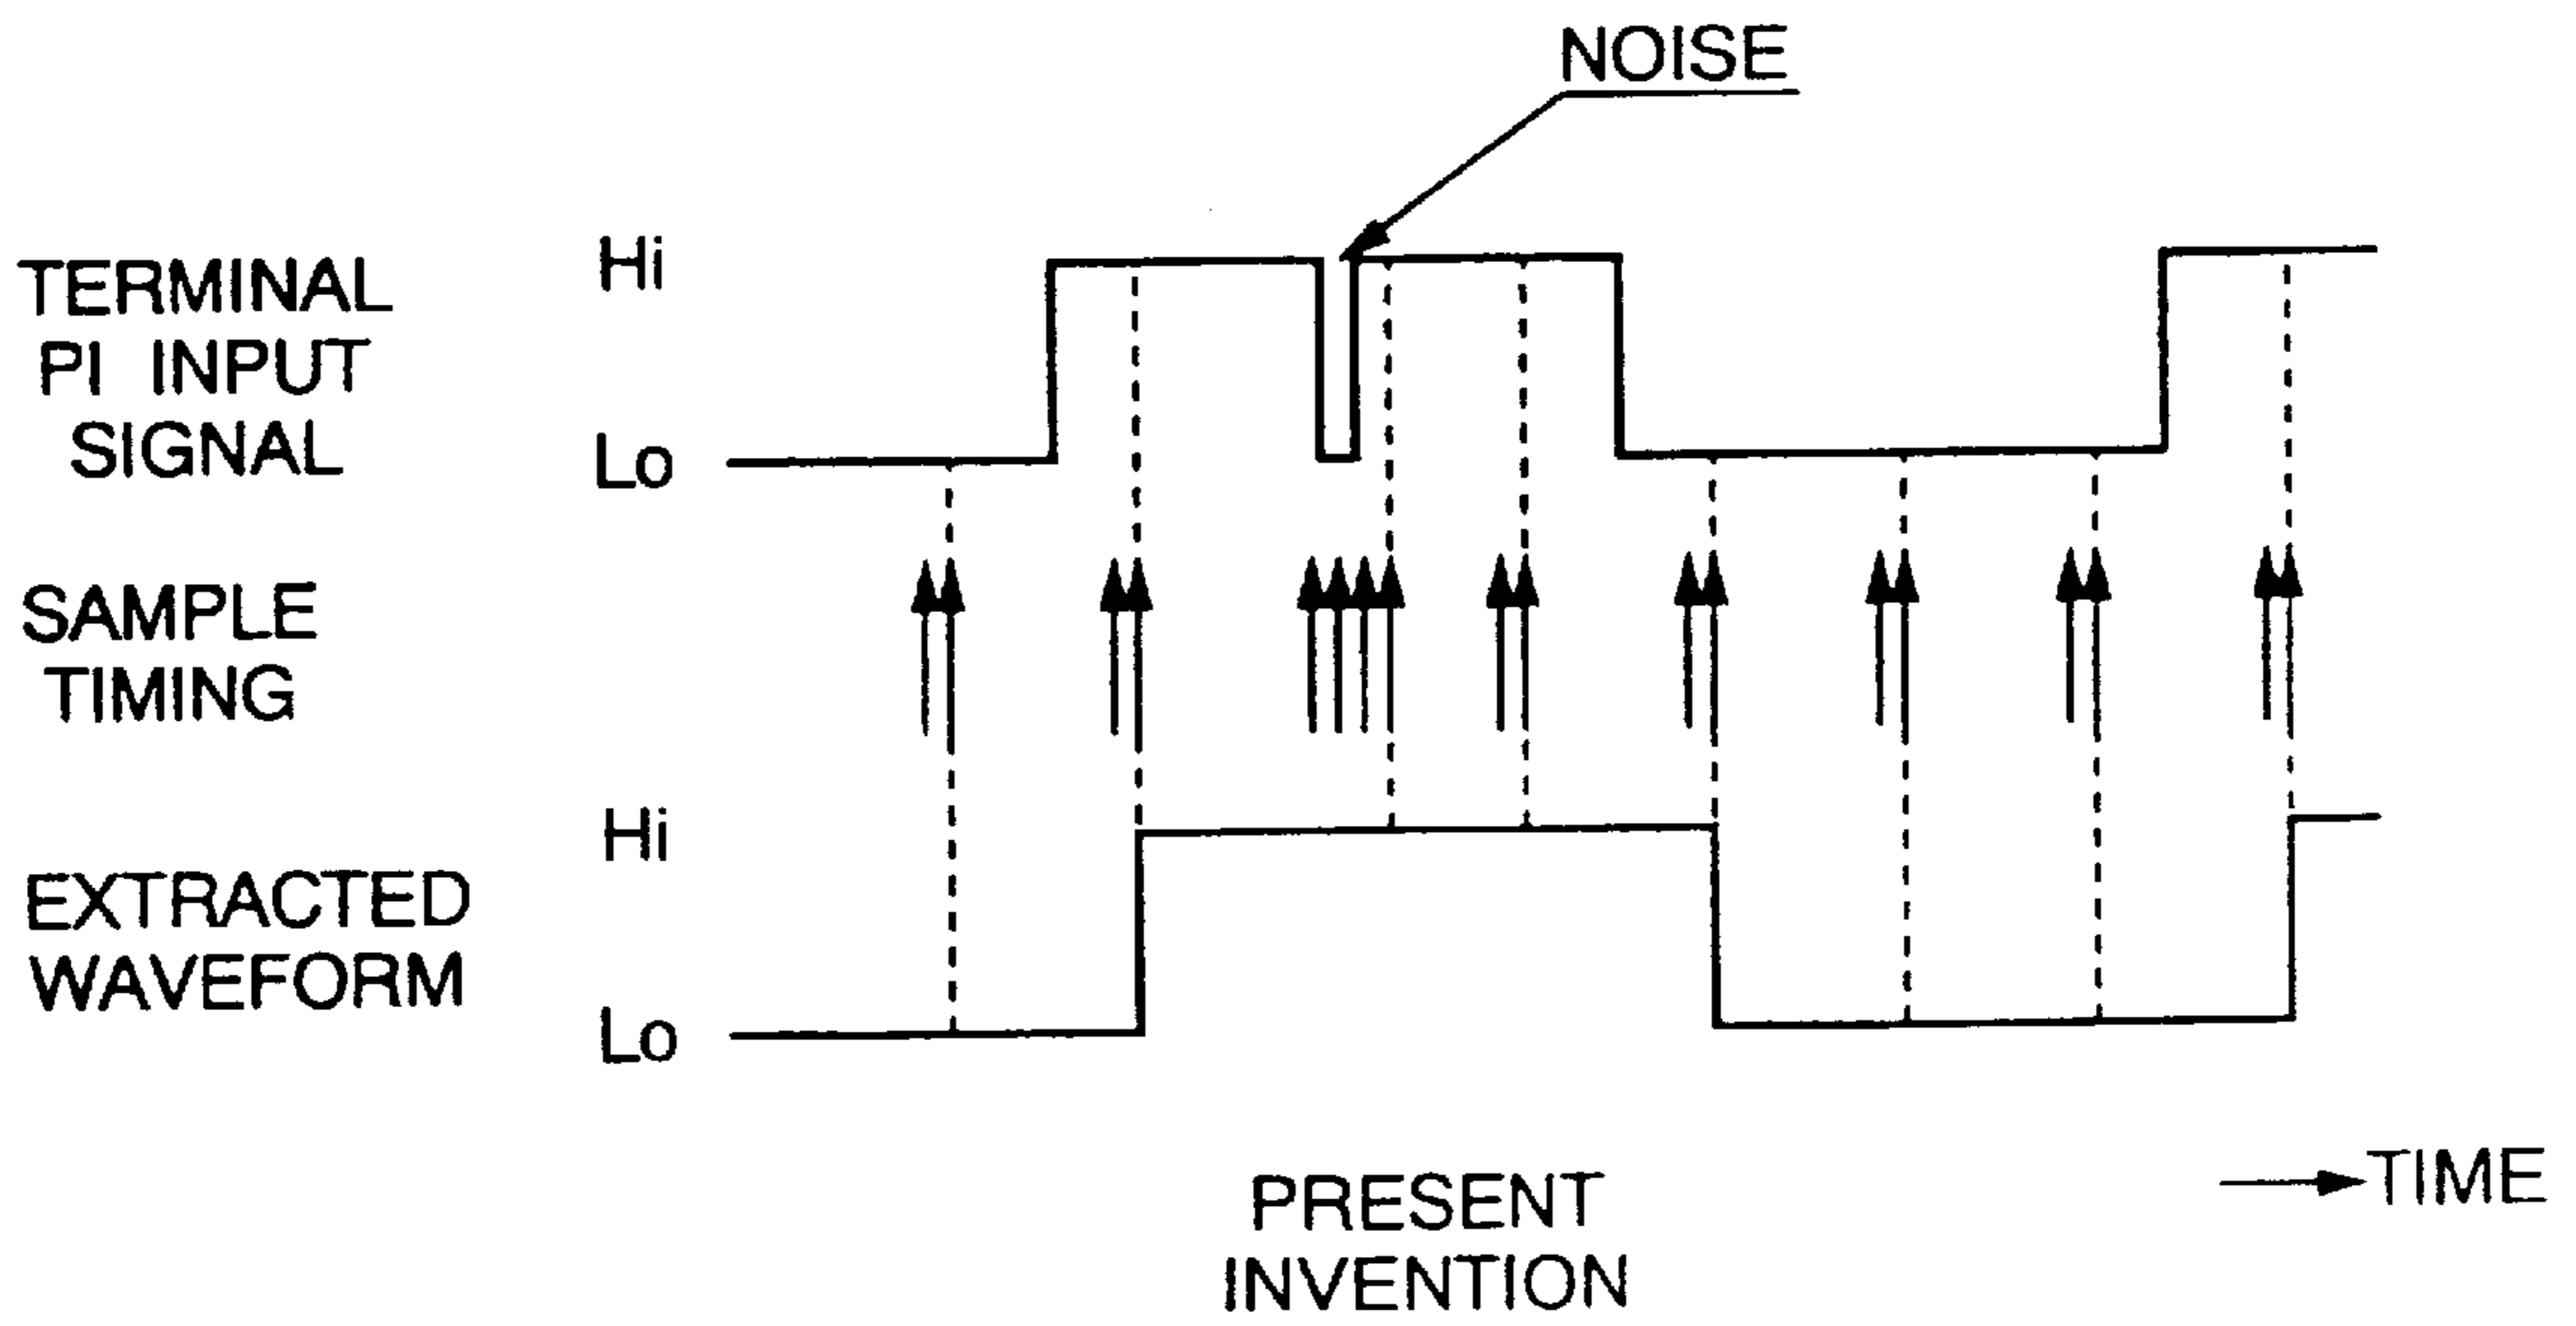 NOISE
Hi
TERMINAL
PI INPUT
SIGNAL
Lo
SAMPLE
TIMING
Hi
EXTRACTED
WAVEFORM
Lo
TIME
PRESENT
INVENTION